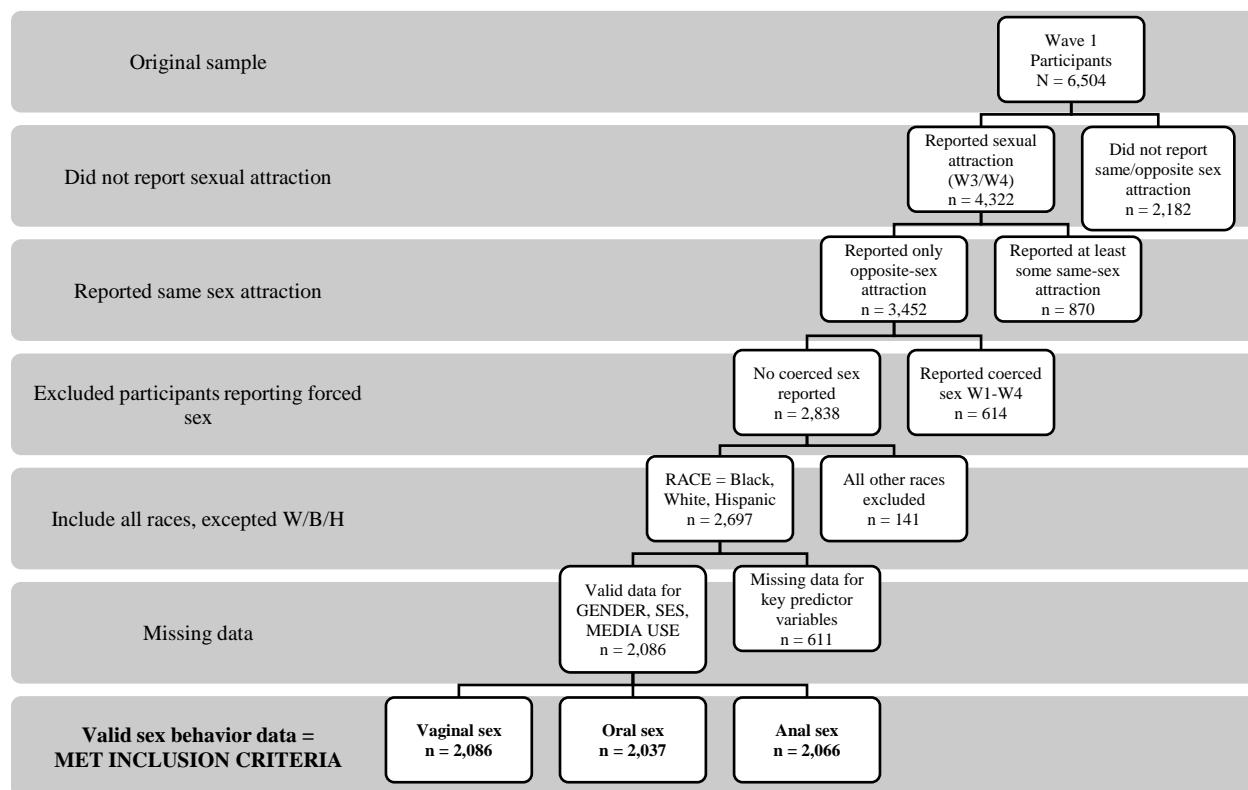 Original sample
Wave 1
Participants
N = 6,504
Did not report sexual attraction
Reported sexual
attraction
(W3/W4)
n = 4,322
Did not report
same/opposite sex
attraction
n = 2,182
Reported same sex attraction
Reported only
opposite-sex
attraction
n = 3,452
Reported at least
some same-sex
attraction
n = 870
Excluded participants reporting forced
sex
No coerced sex
reported
n = 2,838
Reported coerced
sex W1-W4
n = 614
Include all races, excepted W/B/H
RACE = Black,
White, Hispanic
n = 2,697
All other races
excluded
n = 141
Missing data
Valid data for
GENDER, SES,
MEDIA USE
n = 2,086
Missing data for
key predictor
variables
n = 611
Valid sex behavior data =
MET INCLUSION CRITERIA
Vaginal sex
n = 2,086
Oral sex
n = 2,037
Anal sex
n = 2,066